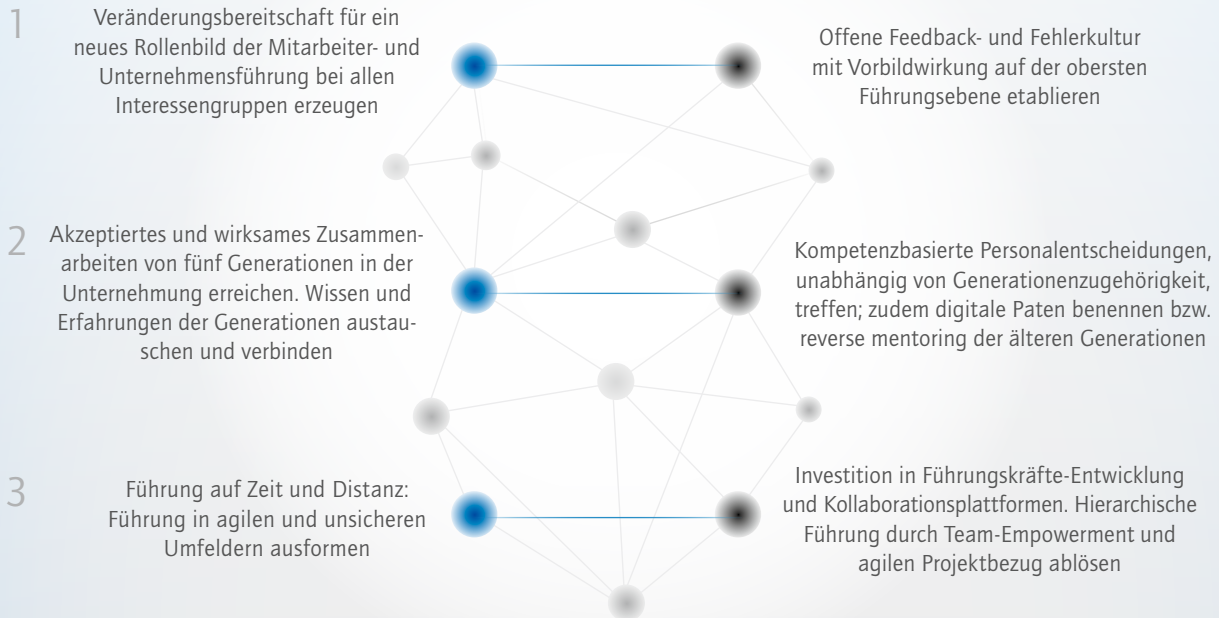 1
Veränderungsbereitschaft für ein
neues Rollenbild der Mitarbeiter- und
Unternehmensführung bei allen
Interessengruppen erzeugen
Offene Feedback- und Fehlerkultur
mit Vorbildwirkung auf der obersten
Führungsebene etablieren
2
Akzeptiertes und wirksames Zusammen-
arbeiten von fünf Generationen in der
Unternehmung erreichen. Wissen und
Erfahrungen der Generationen austau-
schen und verbinden
Kompetenzbasierte Personalentscheidungen,
unabhängig von Generationenzugehörigkeit,
treffen; zudem digitale Paten benennen bzw.
reverse mentoring der älteren Generationen
3
Führung auf Zeit und Distanz:
Führung in agilen und unsicheren
Umfeldern ausformen
Investition in Führungskräfte-Entwicklung
und Kollaborationsplattformen. Hierarchische
Führung durch Team-Empowerment und
agilen Projektbezug ablösen